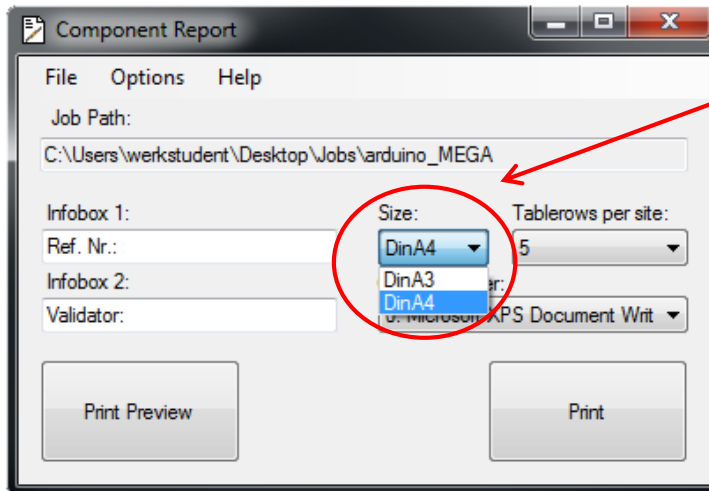 Component Report
File Options Help
Job Path:
C:\Users\werkstudent\Desktop\Jobs\arduino_MEGA
Infobox 1:
Size:
Tablerows per site:
Ref. Nr.:
DinA4
5
Infobox 2:
DinA3
DinA4
Validator:
Microsoft XPS Document Writ
Print Preview
Print